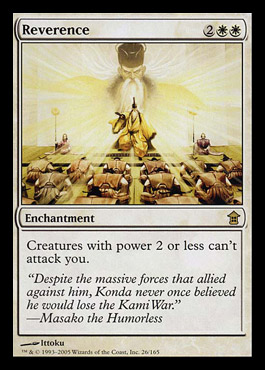 Reverence 2
Enchantment
Creatures with power 2 or less can't
attack you.
“Despite the massive forces that allied
against him, Konda never once believed
he would lose the Kami War.”
—Masako the Humorless
Ittoku
™ & © 1993–2005 Wizards of the Coast, Inc. 26/165